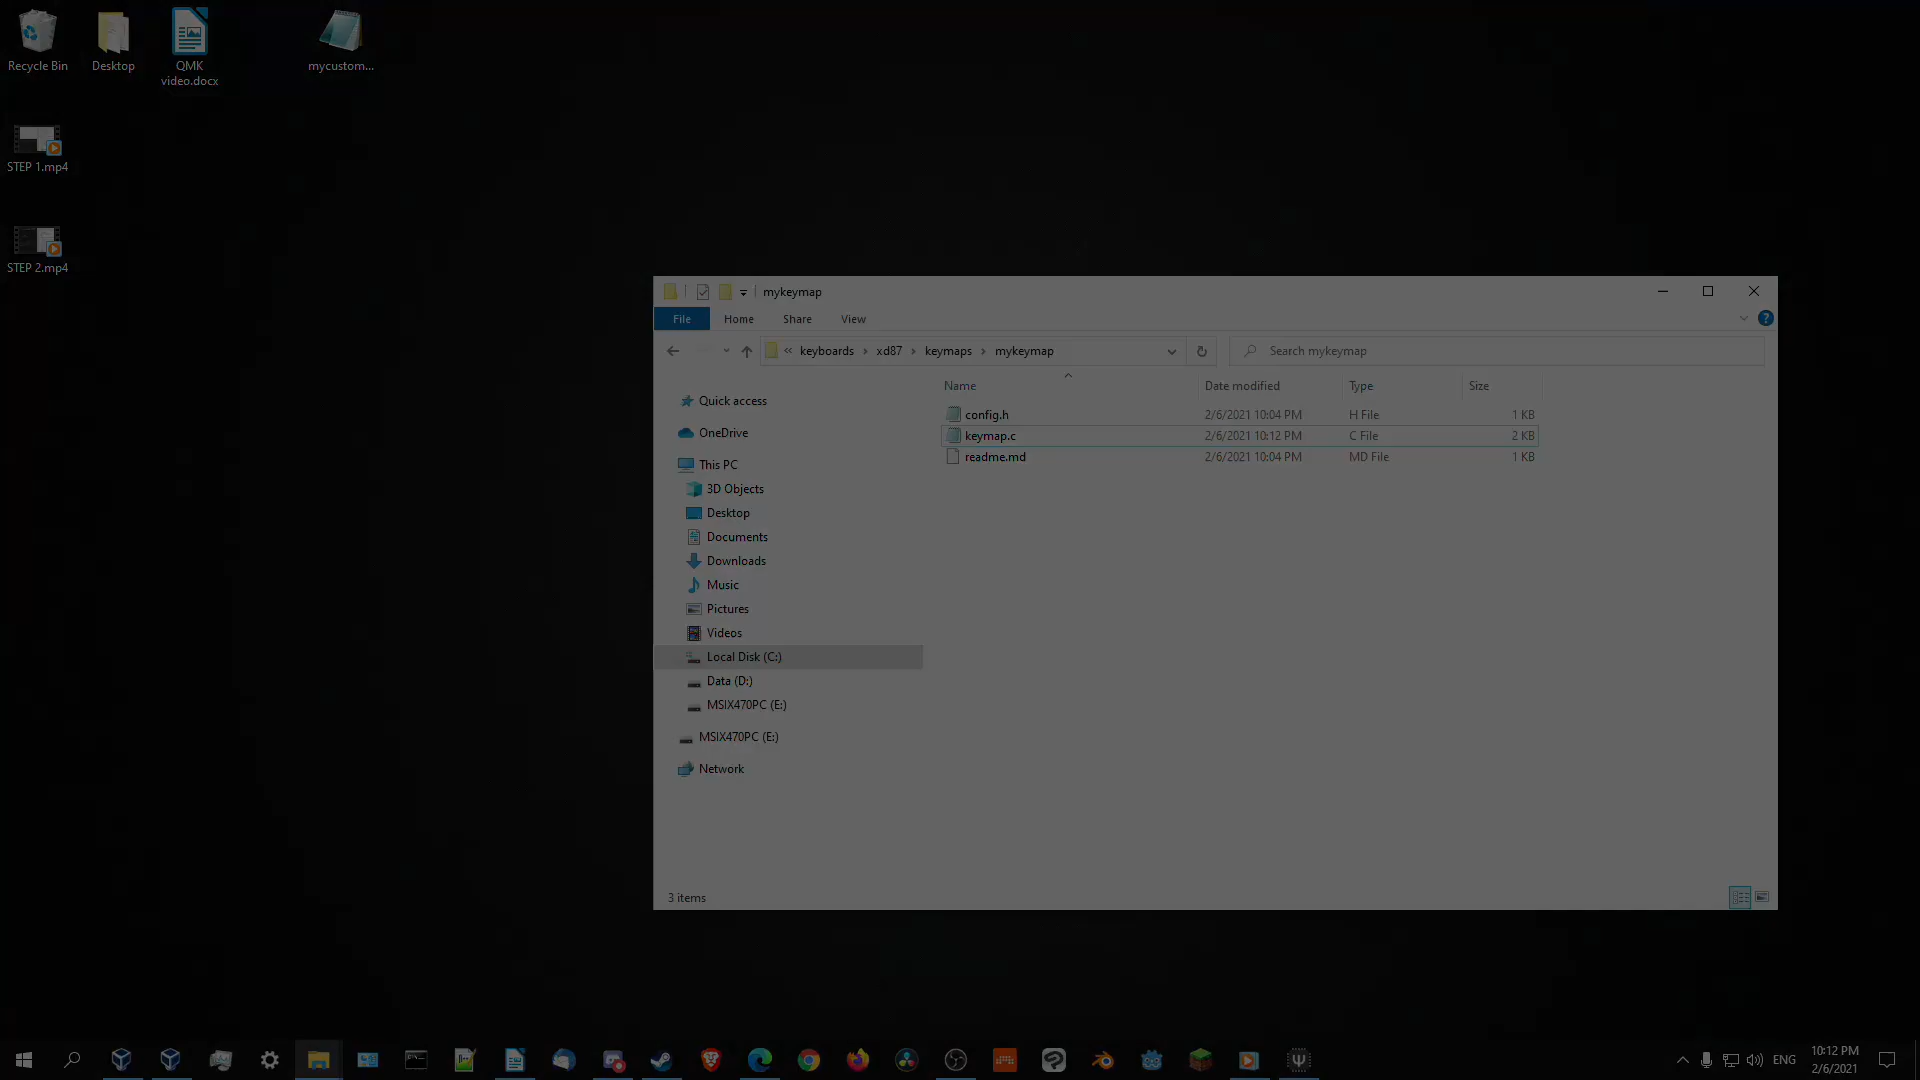 Recycle Bin
Desktop
QMK
video.docx
mycustom...
STEP 1.mp4
STEP 2.mp4
mykeymap
File
Home
Share
View
keyboards
xd87
keymaps
mykeymap
Search mykeymap
Name
Date modified
Type
Size
config.h
2/6/2021 10:04 PM
H File
1 KB
keymap.c
2/6/2021 10:12 PM
C File
2 KB
readme.md
2/6/2021 10:04 PM
MD File
1 KB
Quick access
OneDrive
This PC
3D Objects
Desktop
Documents
Downloads
Music
Pictures
Videos
Local Disk (C:)
Data (D:)
MSIX470PC (E:)
MSIX470PC (E:)
Network
3 items
ENG
10:12 PM
2/6/2021